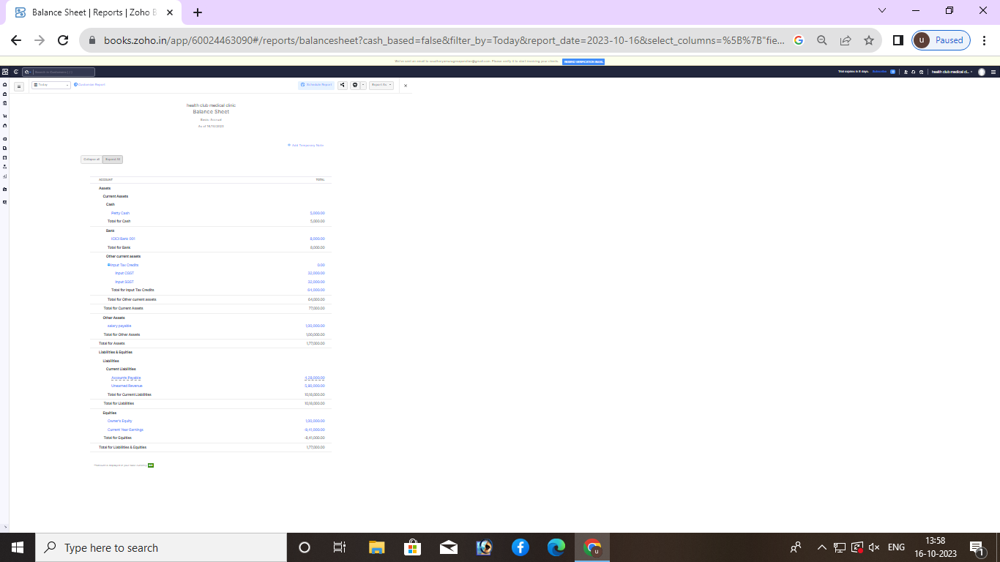 Balance Sheet | Reports | Zoho B
books.zoho.in/app/60024463090#/reports/balancesheet?cash_based=false&filter_by=Today&report_date=2023-10-16&select_columns=%5B%7B"fie...
u Paused
Please verify it to start invoicing your clients. RESEND VERIFICATION EMAIL
Search in Customers ( / )
Trial expires in 8 days. Subscribe
health club medical cl...
Today
Customize Report
Schedule Report
Export As
health club medical clinic
Balance Sheet
Basis: Accrual
As of 16/10/2023
Add Temporary Note
Collapse all Expand All
ACCOUNT TOTAL
Assets
Current Assets
Cash
Petty Cash 5,000.00
Total for Cash 5,000.00
Bank
ICICI Bank 001 8,000.00
Total for Bank 8,000.00
Other current assets
Input Tax Credits 0.00
Input CGST 32,000.00
Input SGST 32,000.00
Total for Input Tax Credits 64,000.00
Total for Other current assets 64,000.00
Total for Current Assets 77,000.00
Other Assets
salary payable 1,00,000.00
Total for Other Assets 1,00,000.00
Total for Assets 1,77,000.00
Liabilities & Equities
Liabilities
Current Liabilities
Accounts Payable 4,28,000.00
Unearned Revenue 5,90,000.00
Total for Current Liabilities 10,18,000.00
Total for Liabilities 10,18,000.00
Equities
Owner's Equity 1,00,000.00
Current Year Earnings -9,41,000.00
Total for Equities -8,41,000.00
Total for Liabilities & Equities 1,77,000.00
**Amount is displayed in your base currency INR
Type here to search
u
ENG
13:58
16-10-2023
1